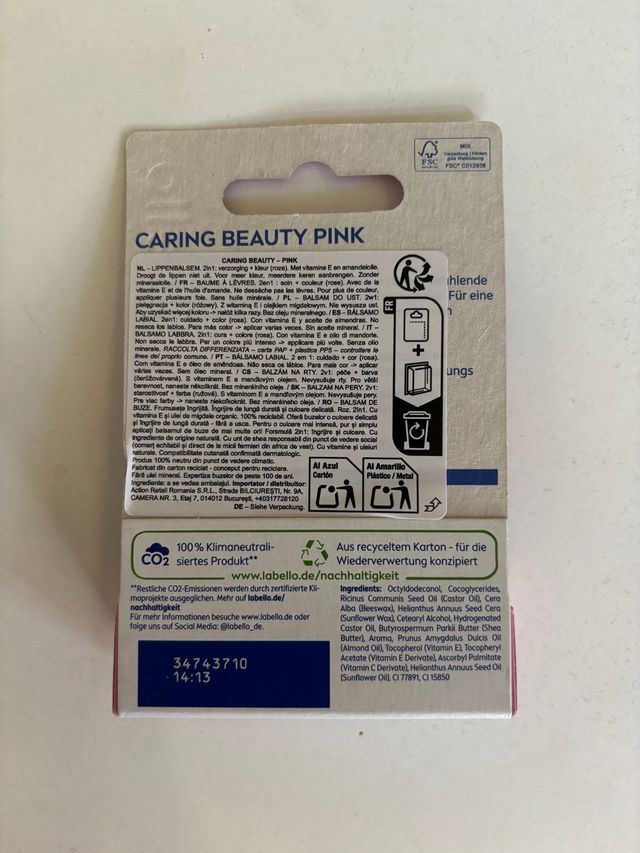 FSC
MIX
Verpackung | Fördert
gute Waldnutzung
FSC® C012938
CARING BEAUTY PINK
CARING BEAUTY – PINK
NL – LIPPENBALSEM. 2in1: verzorging + kleur (roze). Met vitamine E en amandelolie.
Droogt de lippen niet uit. Voor meer kleur, meerdere keren aanbrengen. Zonder
mineraalolie. / FR – BAUME À LÈVRES. 2en1 : soin + couleur (rose). Avec de la
vitamine E et de l'huile d'amande. Ne dessèche pas les lèvres. Pour plus de couleur,
appliquer plusieurs fois. Sans huile minérale. / PL – BALSAM DO UST. 2w1:
pielęgnacja + kolor (różowy). Z witaminą E i olejkiem migdałowym. Nie wysusza ust.
Aby uzyskać więcej koloru -> nałóż kilka razy. Bez oleju mineralnego. / ES – BÁLSAMO
LABIAL. 2en1: cuidado + color (rosa). Con vitamina E y aceite de almendras. No
reseca los labios. Para más color -> aplicar varias veces. Sin aceite mineral. / IT –
BALSAMO LABBRA. 2in1: cura + colore (rosa). Con vitamina E e olio di mandorle.
Non secca le labbra. Per un colore più intenso -> applicare più volte. Senza olio
minerale. RACCOLTA DIFFERENZIATA – carta PAP + plastica PP5 – controllare le
linee del proprio comune. / PT – BÁLSAMO LABIAL. 2 em 1: cuidado + cor (rosa).
Com vitamina E e óleo de amêndoas. Não seca os lábios. Para mais cor -> aplicar
várias vezes. Sem óleo mineral. / CS – BALZÁM NA RTY. 2v1: péče + barva
(čerůžovávená). S vitaminem E a mandlovým olejem. Nevysušuje rty. Pro větší
barevnost, naneste několikrát. Bez minerálního oleje. / SK – BALZAM NA PERY. 2v1:
starostlivosť + farba (ružová). S vitamínom E a mandľovým olejom. Nevysušuje pery.
Pre viac farby -> naneste niekoľkokrát. Bez minerálneho oleja. / RO – BALSAM DE
BUZE. Frumusețe îngrijită. Îngrijire de lungă durată și culoare delicată. Roz. 2în1. Cu
vitamina E și ulei de migdale organic. 100% reciclabil. Oferă buzelor o culoare delicată
și îngrijire de lungă durată - fără a usca. Pentru o culoare mai intensă, pur și simplu
aplicați balsamul de buze de mai multe ori! Formulă 2în1: îngrijire și culoare. Cu
ingrediente de origine naturală. Cu unt de shea responsabil din punct de vedere social
(comerț echitabil și direct de la micii fermieri din africa de vest). Cu vitamine și uleiuri
naturale. Compatibilitate cutanată confirmată dermatologic.
Produs 100% neutru din punct de vedere climatic.
Fabricat din carton reciclat - conceput pentru reciclare.
Fără ulei mineral. Expertiza buzelor de peste 100 de ani.
Ingrediente: a se vedea ambalajul. Importator / distribuitor:
Action Retail Romania S.R.L., Strada BILCIUREȘTI, Nr. 9A,
CAMERA NR. 3, Etaj 7, 014012 București, +40317728120
DE – Siehe Verpackung.
FR
+
Al Azul
Cartón
Al Amarillo
Plástico / Metal
hlende
Für eine
ungs
CO2
100% Klimaneutrali-
siertes Produkt**
Aus recyceltem Karton - für die
Wiederverwertung konzipiert
www.labello.de/nachhaltigkeit
**Restliche CO2-Emissionen werden durch zertifizierte Kli-
maprojekte ausgeglichen. Mehr auf labello.de/
nachhaltigkeit
Für mehr Informationen besuche www.labello.de oder
folge uns auf Social Media: @labello_de.
34743710
14:13
Ingredients: Octyldodecanol, Cocoglycerides,
Ricinus Communis Seed Oil (Castor Oil), Cera
Alba (Beeswax), Helianthus Annuus Seed Cera
(Sunflower Wax), Cetearyl Alcohol, Hydrogenated
Castor Oil, Butyrospermum Parkii Butter (Shea
Butter), Aroma, Prunus Amygdalus Dulcis Oil
(Almond Oil), Tocopherol (Vitamin E), Tocopheryl
Acetate (Vitamin E Derivate), Ascorbyl Palmitate
(Vitamin C Derivate), Helianthus Annuus Seed Oil
(Sunflower Oil), CI 77891, CI 15850